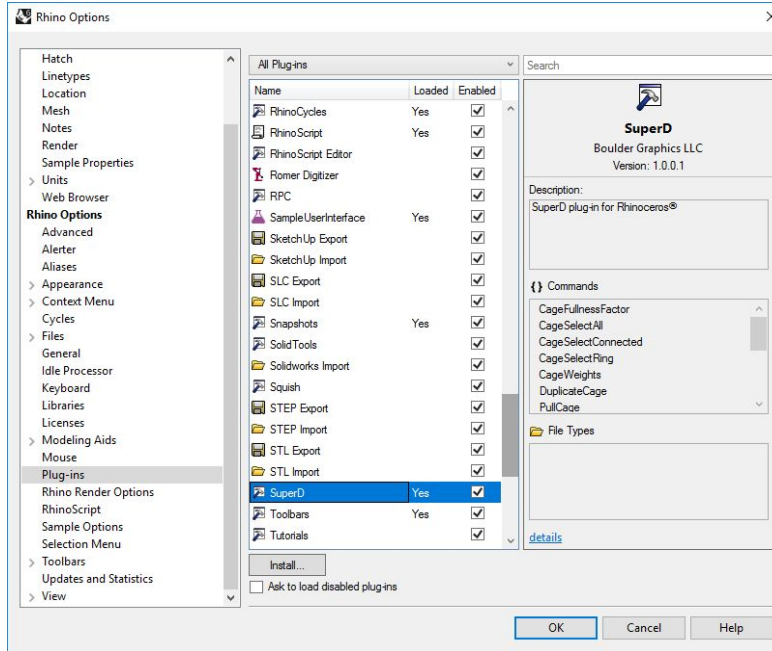 Rhino Options
Hatch
Linetypes
Location
Mesh
Notes
Render
Sample Properties
Units
Web Browser
Rhino Options
Advanced
Alerter
Aliases
Appearance
Context Menu
Cycles
Files
General
Idle Processor
Keyboard
Libraries
Licenses
Modeling Aids
Mouse
Plug-ins
Rhino Render Options
RhinoScript
Sample Options
Selection Menu
Toolbars
Updates and Statistics
View
All Plug-ins
Name Loaded Enabled
RhinoCycles Yes
RhinoScript Yes
RhinoScript Editor
Romer Digitizer
RPC
SampleUserInterface Yes
SketchUp Export
SketchUp Import
SLC Export
SLC Import
Snapshots Yes
SolidTools
Solidworks Import
Squish
STEP Export
STEP Import
STL Export
STL Import
SuperD Yes
Toolbars Yes
Tutorials
Install...
Ask to load disabled plug-ins
Search
SuperD
Boulder Graphics LLC
Version: 1.0.0.1
Description:
SuperD plug-in for Rhinoceros®
{} Commands
CageFullnessFactor
CageSelectAll
CageSelectConnected
CageSelectRing
CageWeights
DuplicateCage
PullCage
File Types
details
OK Cancel Help